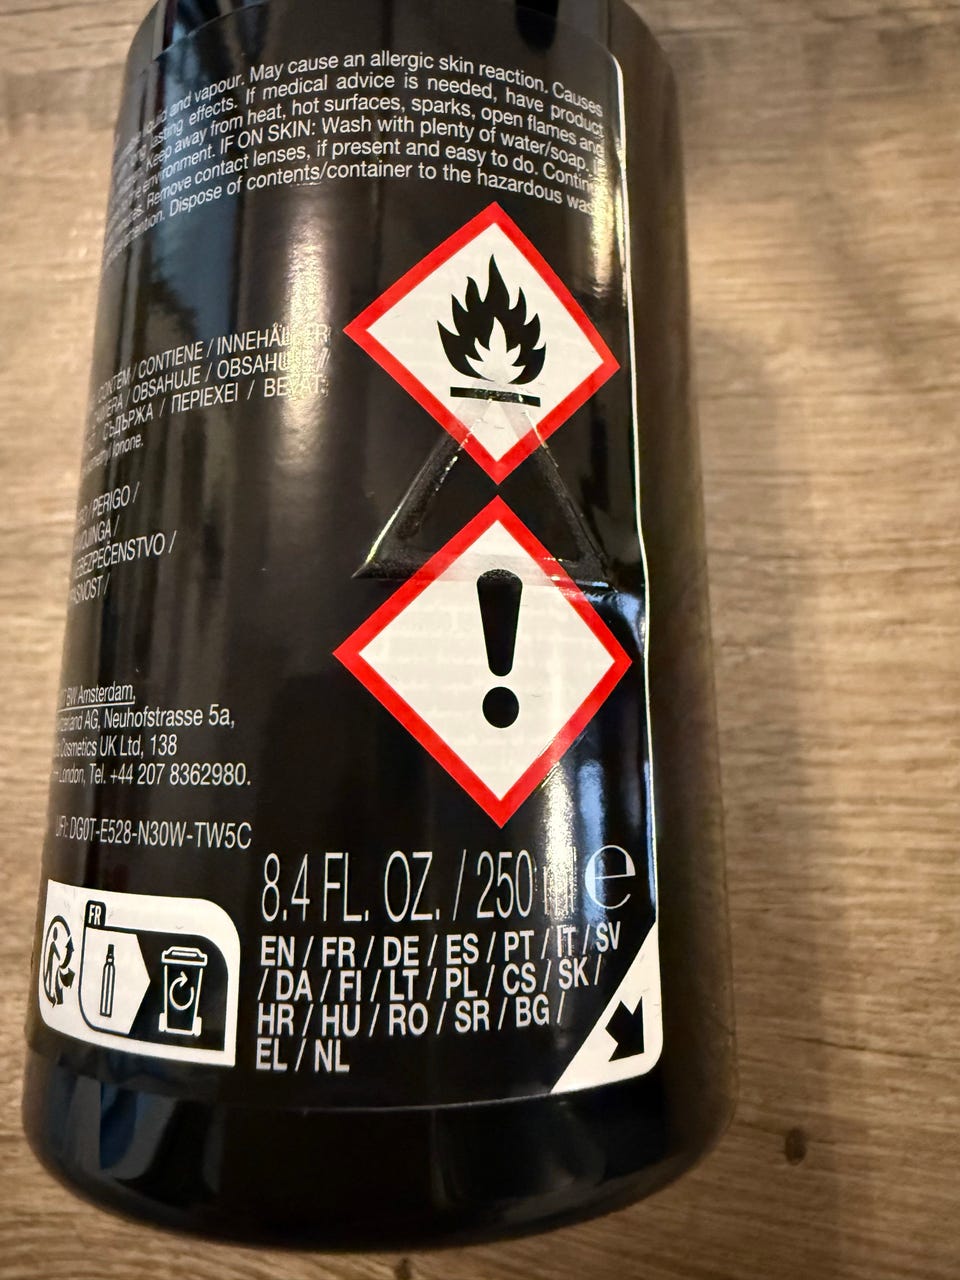 liquid and vapour. May cause an allergic skin reaction. Causes
lasting effects. If medical advice is needed, have product
Keep away from heat, hot surfaces, sparks, open flames and
environment. IF ON SKIN: Wash with plenty of water/soap.
Remove contact lenses, if present and easy to do.
Dispose of contents/container to the hazardous
CONTÉM / CONTIENE / INNEHÅLLER
/ OBSAHUJE / OBSAHUJE /
СЪДЪРЖА / ΠΕΡΙΕΧΕΙ / BEVAT:
/ PERIGO /
/
NEBEZPEČENSTVO /
/
BW Amsterdam,
AG, Neuhofstrasse 5a,
Cosmetics UK Ltd, 138
London, Tel. +44 207 8362980.
UFI: DG0T-E528-N30W-TW5C
FR
8.4 FL. OZ. / 250 ml e
EN / FR / DE / ES / PT / IT / SV
/ DA / FI / LT / PL / CS / SK /
HR / HU / RO / SR / BG /
EL / NL